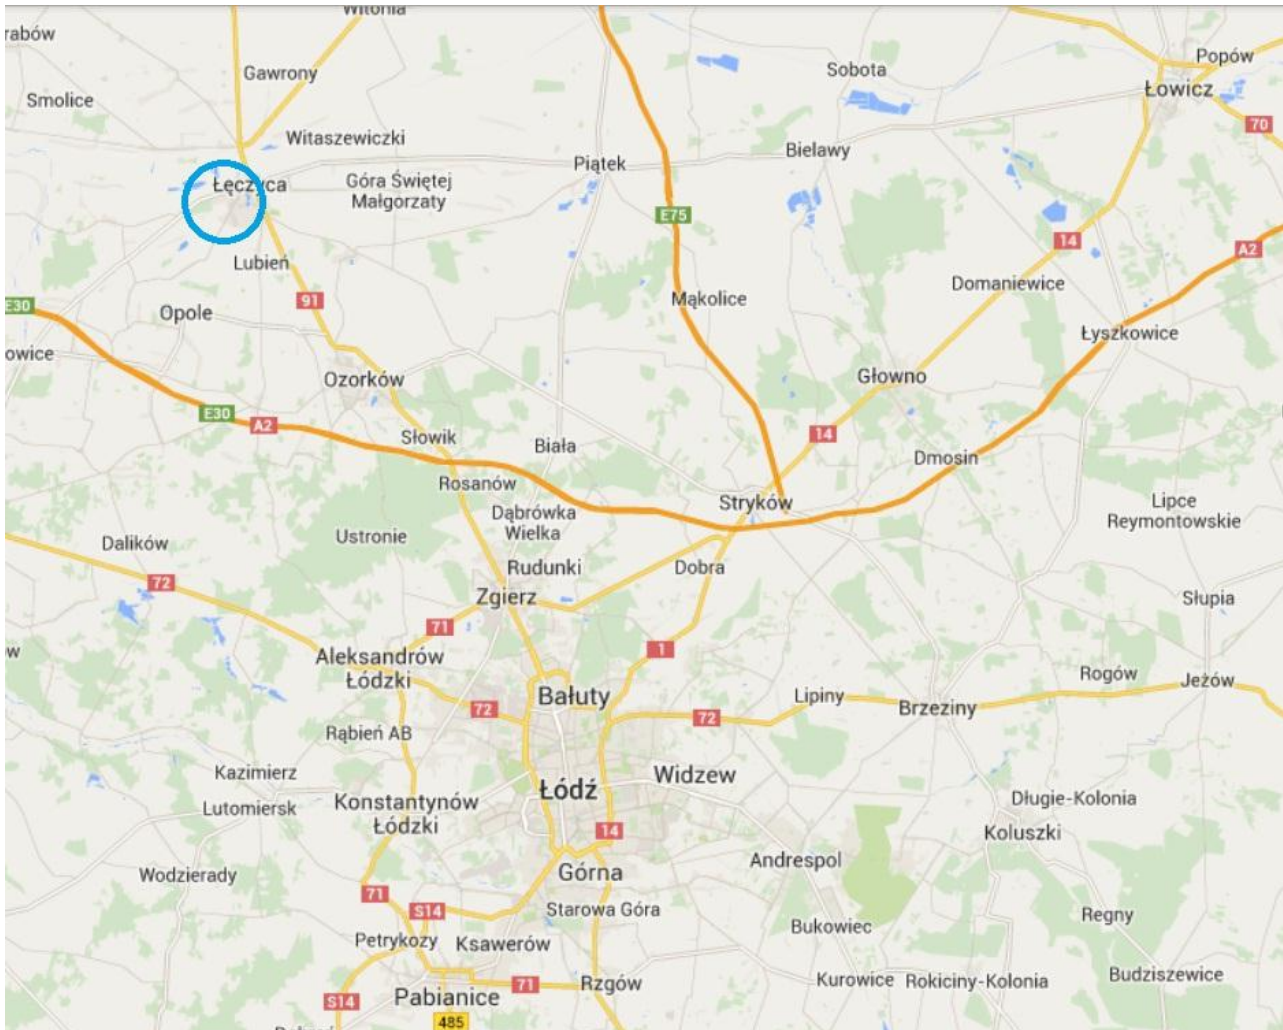 Witonia
rabów
Gawrony
Popów
Sobota
Smolice
Łowicz
70
Witaszewiczki
Bielawy
Piątek
Łęczyca
Góra Świętej
Małgorzaty
E75
14
A2
Lubień
Domaniewice
91
Mąkolice
E30
Opole
Łyszkowice
owice
Ozorków
Głowno
E30
A2
14
Słowik
Biała
Dmosin
Rosanów
Stryków
Lipce
Reymontowskie
Dąbrówka
Wielka
Ustronie
Dalików
Rudunki
Dobra
72
Zgierz
Słupia
71
1
w
Aleksandrów
Łódzki
Rogów
Jeżów
Bałuty
Lipiny
Brzeziny
72
72
Rąbień AB
Kazimierz
Widzew
Łódź
Długie-Kolonia
Lutomiersk
Konstantynów
Łódzki
14
Koluszki
Andrespol
Wodzierady
Górna
71
S14
Starowa Góra
Regny
Bukowiec
Petrykozy
Ksawerów
Budziszewice
Kurowice
Rokiciny-Kolonia
71
Rzgów
Pabianice
S14
485